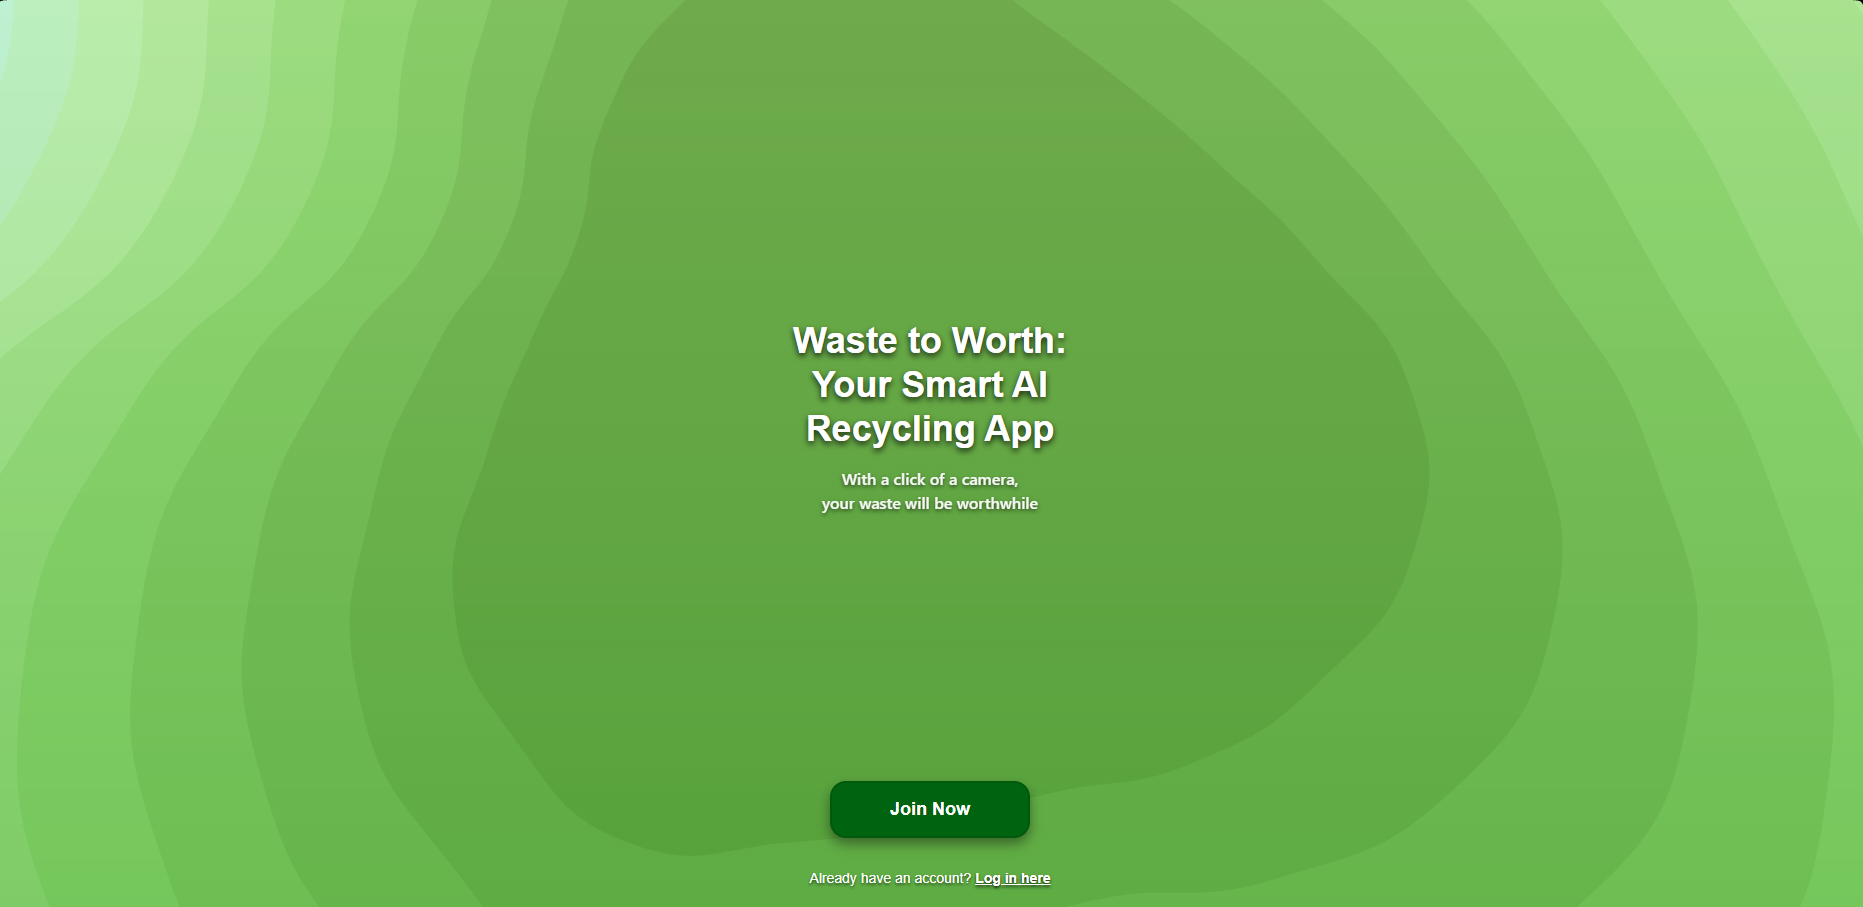 Waste to Worth:
Your Smart AI
Recycling App
With a click of a camera,
your waste will be worthwhile
Join Now
Already have an account? Log in here